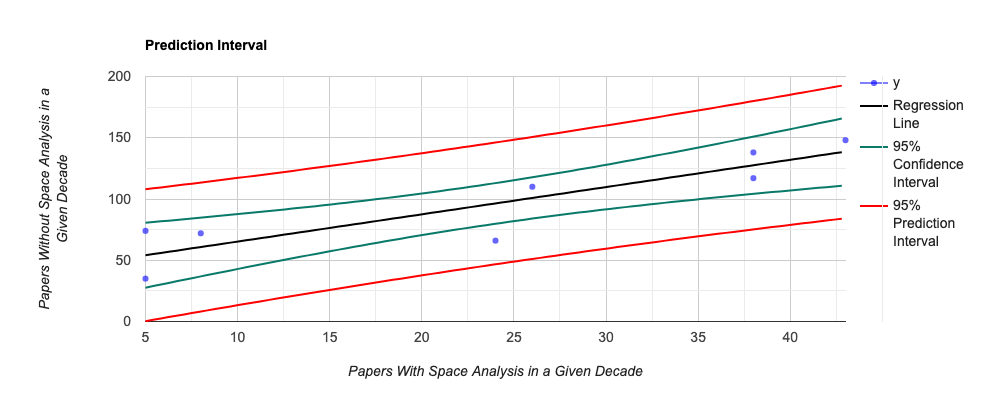 Prediction Interval
Papers Without Space Analysis in a
Given Decade
200
150
100
50
0
5
10
15
20
25
30
35
40
Papers With Space Analysis in a Given Decade
y
Regression
Line
95%
Confidence
Interval
95%
Prediction
Interval